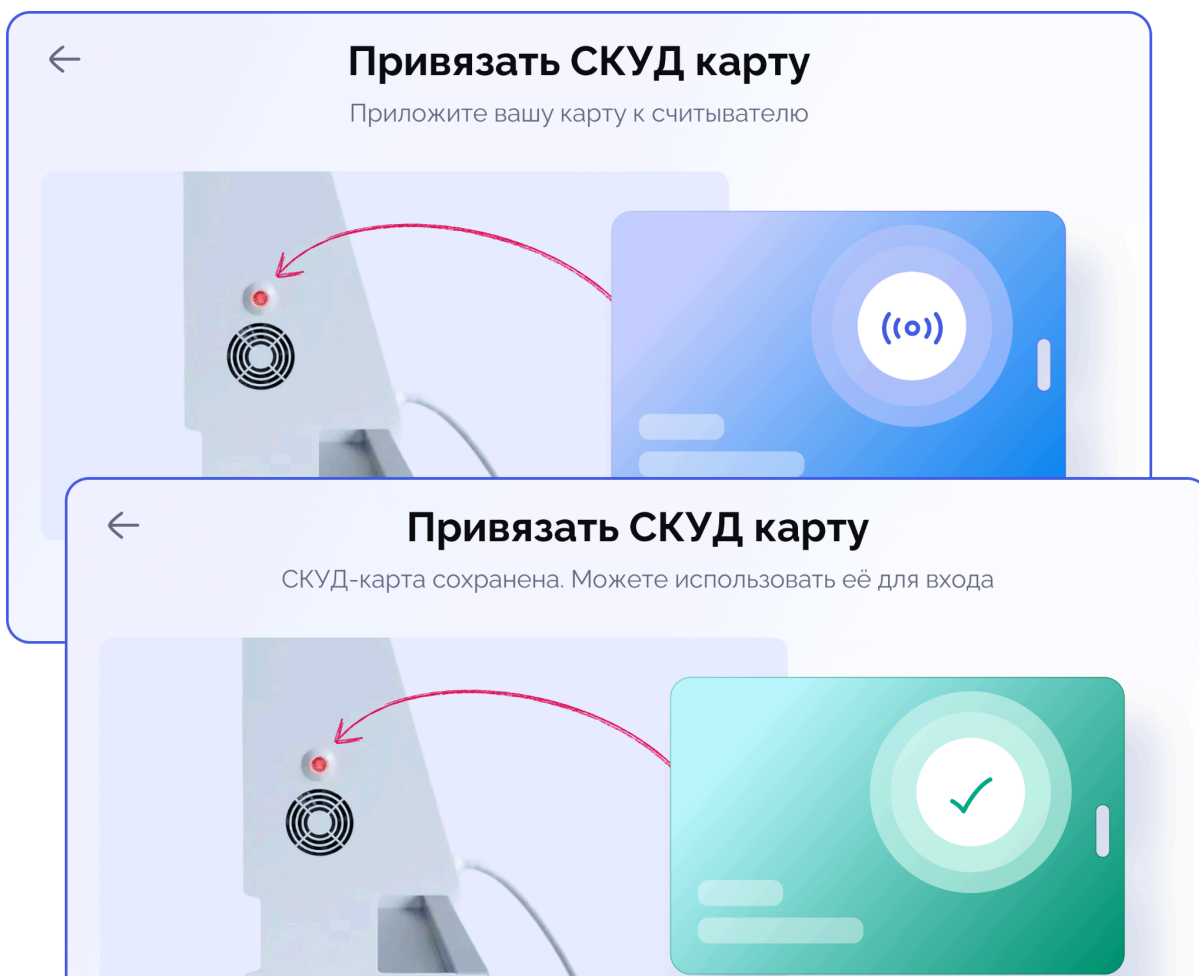 Привязать СКУД карту
Приложите вашу карту к считывателю
Привязать СКУД карту
СКУД-карта сохранена. Можете использовать её для входа